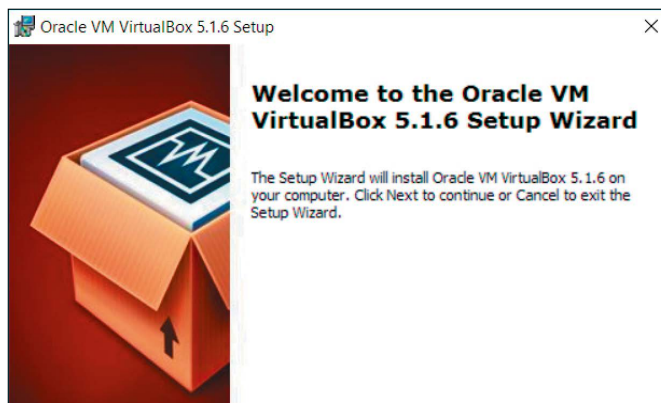 Oracle VM VirtualBox 5.1.6 Setup
Welcome to the Oracle VM
VirtualBox 5.1.6 Setup Wizard
The Setup Wizard will install Oracle VM VirtualBox 5.1.6 on
your computer. Click Next to continue or Cancel to exit the
Setup Wizard.